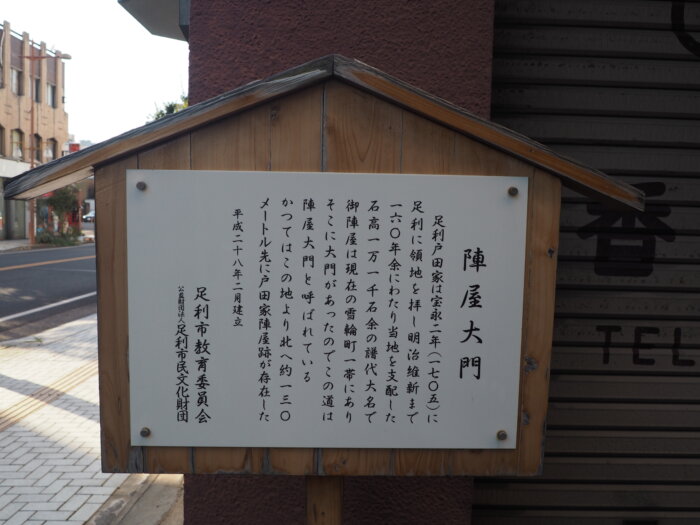 陣屋大門
足利戸田家は宝永二年(一七〇五)に
足利に領地を拝し明治維新まで
一六〇年余にわたり当地を支配した
石高一万一千石余の譜代大名で
御陣屋は現在の雪輪町一帯にあり
そこに大門があったのでこの道は
陣屋大門と呼ばれている
かつてはこの地より北へ約一三〇
メートル先に戸田家陣屋跡が存在した
平成二十八年二月建立
足利市教育委員会
公益財団法人足利市民文化財団
番
TEL